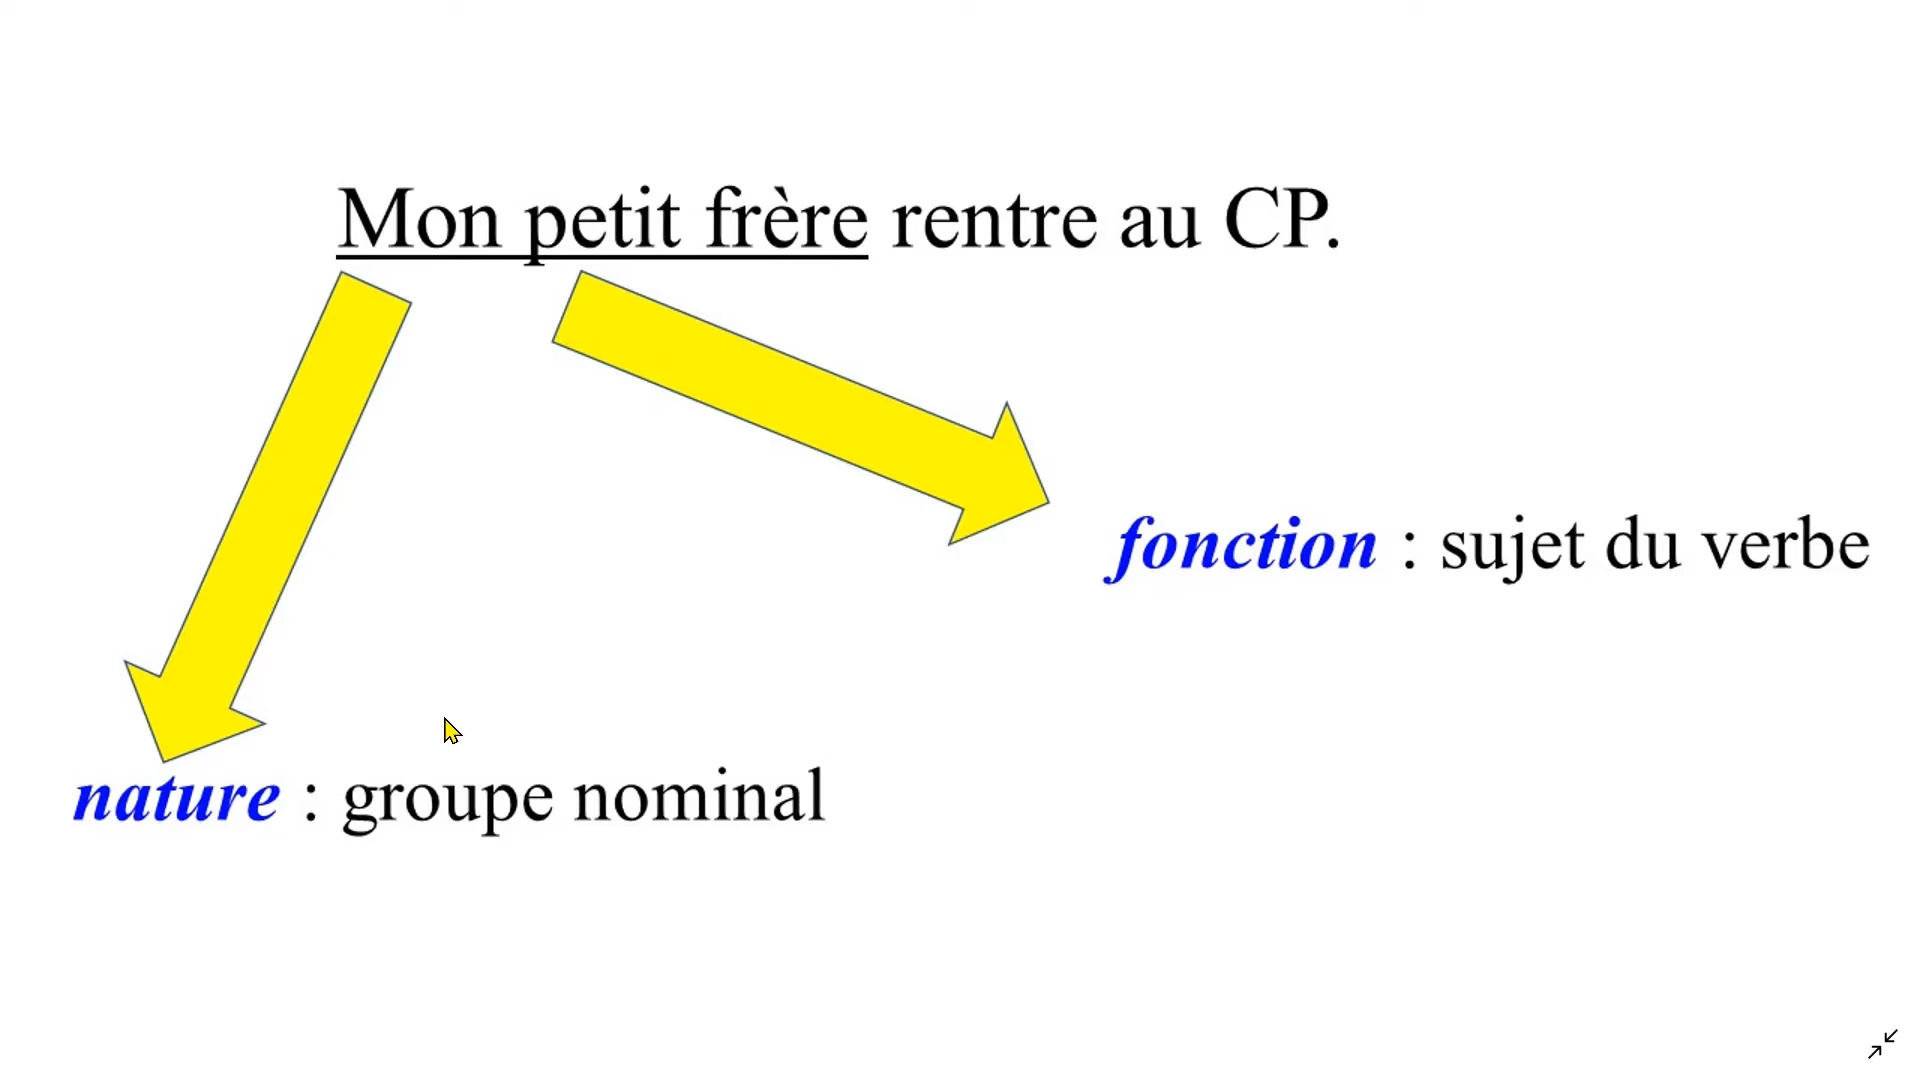 Mon petit frère rentre au CP.
fonction : sujet du verbe
nature : groupe nominal